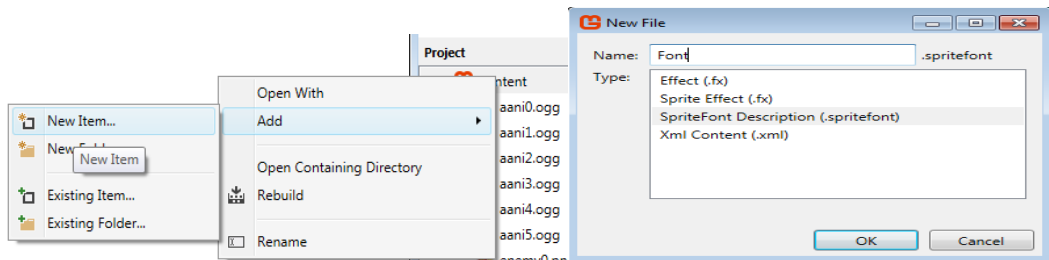 New Item...
New
New Item
Existing Item...
Existing Folder...
Open With
Add
Open Containing Directory
Rebuild
Rename
Project
aani0.ogg
aani1.ogg
aani2.ogg
aani3.ogg
aani4.ogg
aani5.ogg
New File
Name: Font .spritefont
Type:
Effect (.fx)
Sprite Effect (.fx)
SpriteFont Description (.spritefont)
Xml Content (.xml)
OK Cancel